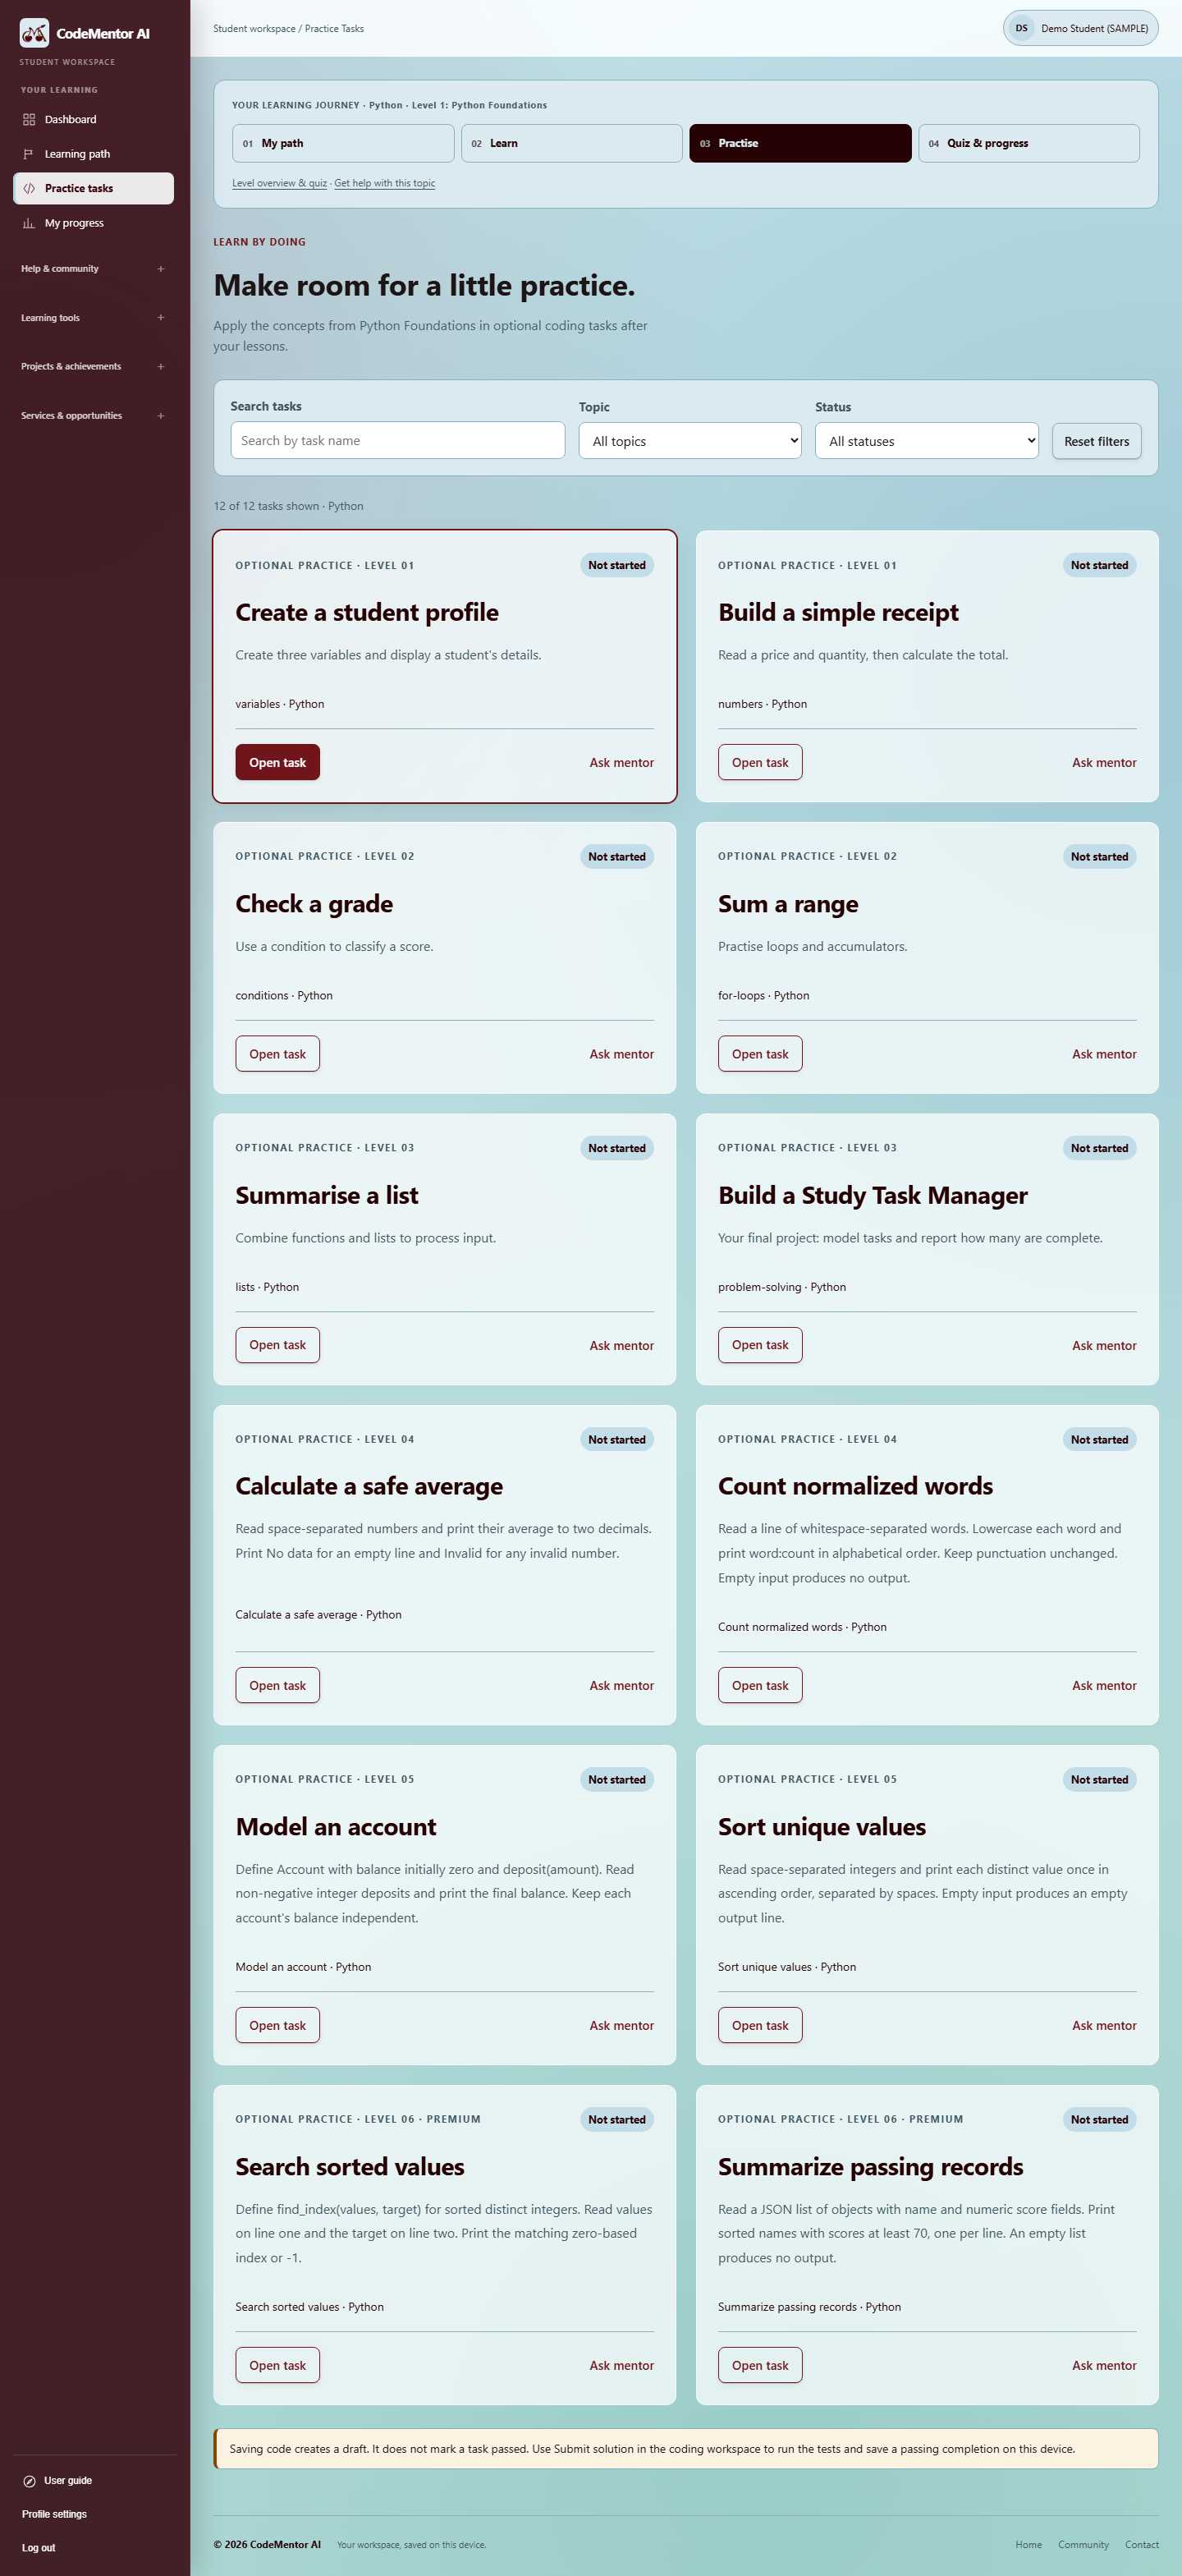 CodeMentor AI
STUDENT WORKSPACE
YOUR LEARNING
Dashboard
Learning path
Practice tasks
My progress
Help & community +
Learning tools +
Projects & achievements +
Services & opportunities +
User guide
Profile settings
Log out
Student workspace / Practice Tasks
DS Demo Student (SAMPLE)
YOUR LEARNING JOURNEY · Python · Level 1: Python Foundations
01 My path
02 Learn
03 Practise
04 Quiz & progress
Level overview & quiz · Get help with this topic
LEARN BY DOING
Make room for a little practice.
Apply the concepts from Python Foundations in optional coding tasks after
your lessons.
Search tasks
Search by task name
Topic
All topics
Status
All statuses
Reset filters
12 of 12 tasks shown · Python
OPTIONAL PRACTICE · LEVEL 01
Not started
Create a student profile
Create three variables and display a student's details.
variables · Python
Open task
Ask mentor
OPTIONAL PRACTICE · LEVEL 01
Not started
Build a simple receipt
Read a price and quantity, then calculate the total.
numbers · Python
Open task
Ask mentor
OPTIONAL PRACTICE · LEVEL 02
Not started
Check a grade
Use a condition to classify a score.
conditions · Python
Open task
Ask mentor
OPTIONAL PRACTICE · LEVEL 02
Not started
Sum a range
Practise loops and accumulators.
for-loops · Python
Open task
Ask mentor
OPTIONAL PRACTICE · LEVEL 03
Not started
Summarise a list
Combine functions and lists to process input.
lists · Python
Open task
Ask mentor
OPTIONAL PRACTICE · LEVEL 03
Not started
Build a Study Task Manager
Your final project: model tasks and report how many are complete.
problem-solving · Python
Open task
Ask mentor
OPTIONAL PRACTICE · LEVEL 04
Not started
Calculate a safe average
Read space-separated numbers and print their average to two decimals.
Print No data for an empty line and Invalid for any invalid number.
Calculate a safe average · Python
Open task
Ask mentor
OPTIONAL PRACTICE · LEVEL 04
Not started
Count normalized words
Read a line of whitespace-separated words. Lowercase each word and
print word:count in alphabetical order. Keep punctuation unchanged.
Empty input produces no output.
Count normalized words · Python
Open task
Ask mentor
OPTIONAL PRACTICE · LEVEL 05
Not started
Model an account
Define Account with balance initially zero and deposit(amount). Read
non-negative integer deposits and print the final balance. Keep each
account's balance independent.
Model an account · Python
Open task
Ask mentor
OPTIONAL PRACTICE · LEVEL 05
Not started
Sort unique values
Read space-separated integers and print each distinct value once in
ascending order, separated by spaces. Empty input produces an empty
output line.
Sort unique values · Python
Open task
Ask mentor
OPTIONAL PRACTICE · LEVEL 06 · PREMIUM
Not started
Search sorted values
Define find_index(values, target) for sorted distinct integers. Read values
on line one and the target on line two. Print the matching zero-based
index or -1.
Search sorted values · Python
Open task
Ask mentor
OPTIONAL PRACTICE · LEVEL 06 · PREMIUM
Not started
Summarize passing records
Read a JSON list of objects with name and numeric score fields. Print
sorted names with scores at least 70, one per line. An empty list
produces no output.
Summarize passing records · Python
Open task
Ask mentor
Saving code creates a draft. It does not mark a task passed. Use Submit solution in the coding workspace to run the tests and save a passing completion on this device.
© 2026 CodeMentor AI
Your workspace, saved on this device.
Home
Community
Contact